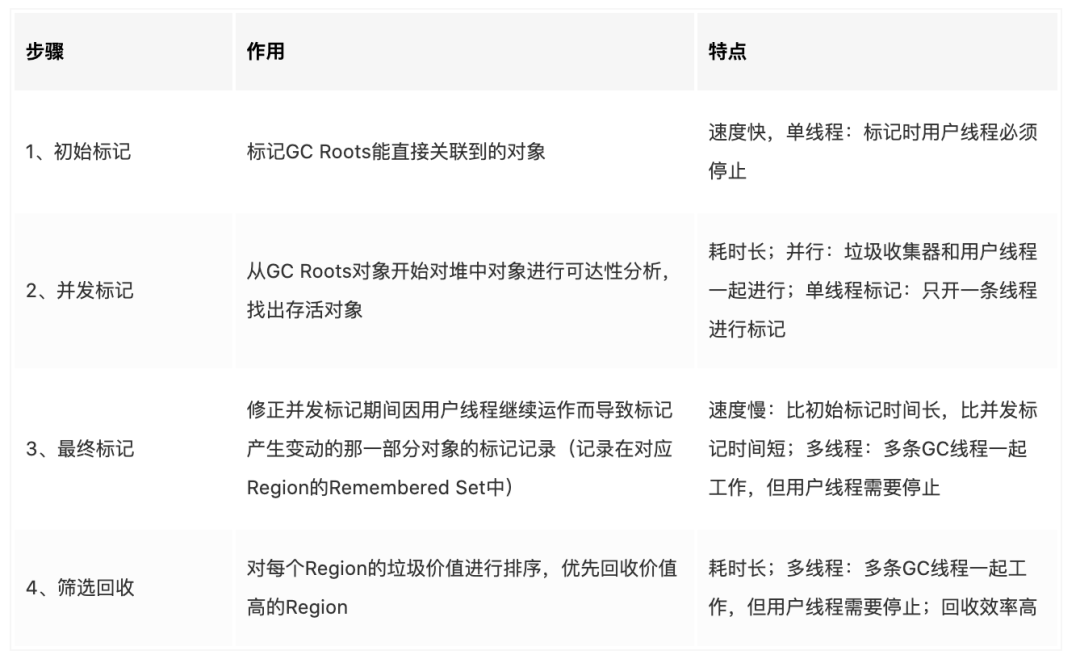 步骤
作用
特点
1、初始标记
标记GC Roots能直接关联到的对象
速度快，单线程：标记时用户线程必须
停止
2、并发标记
从GC Roots对象开始对堆中对象进行可达性分析，
找出存活对象
耗时长；并行：垃圾收集器和用户线程
一起进行；单线程标记：只开一条线程
进行标记
3、最终标记
修正并发标记期间因用户线程继续运作而导致标记
产生变动的那一部分对象的标记记录（记录在对应
Region的Remembered Set中）
速度慢：比初始标记时间长，比并发标
记时间短；多线程：多条GC线程一起
工作，但用户线程需要停止
4、筛选回收
对每个Region的垃圾价值进行排序，优先回收价值
高的Region
耗时长；多线程：多条GC线程一起工
作，但用户线程需要停止；回收效率高